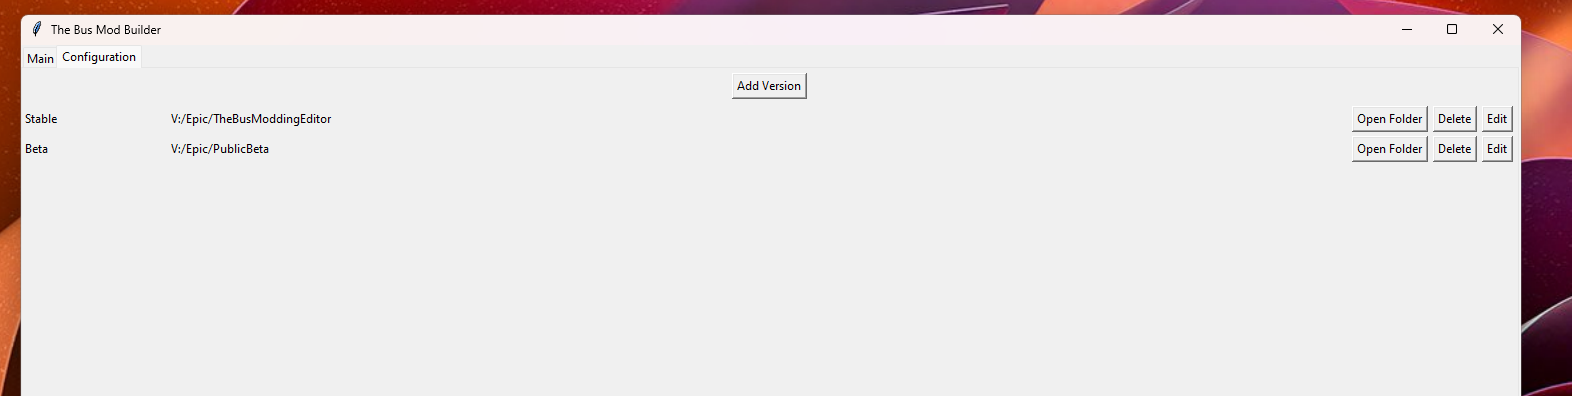 The Bus Mod Builder
Main Configuration
Add Version
Stable V:/Epic/TheBusModdingEditor Open Folder Delete Edit
Beta V:/Epic/PublicBeta Open Folder Delete Edit